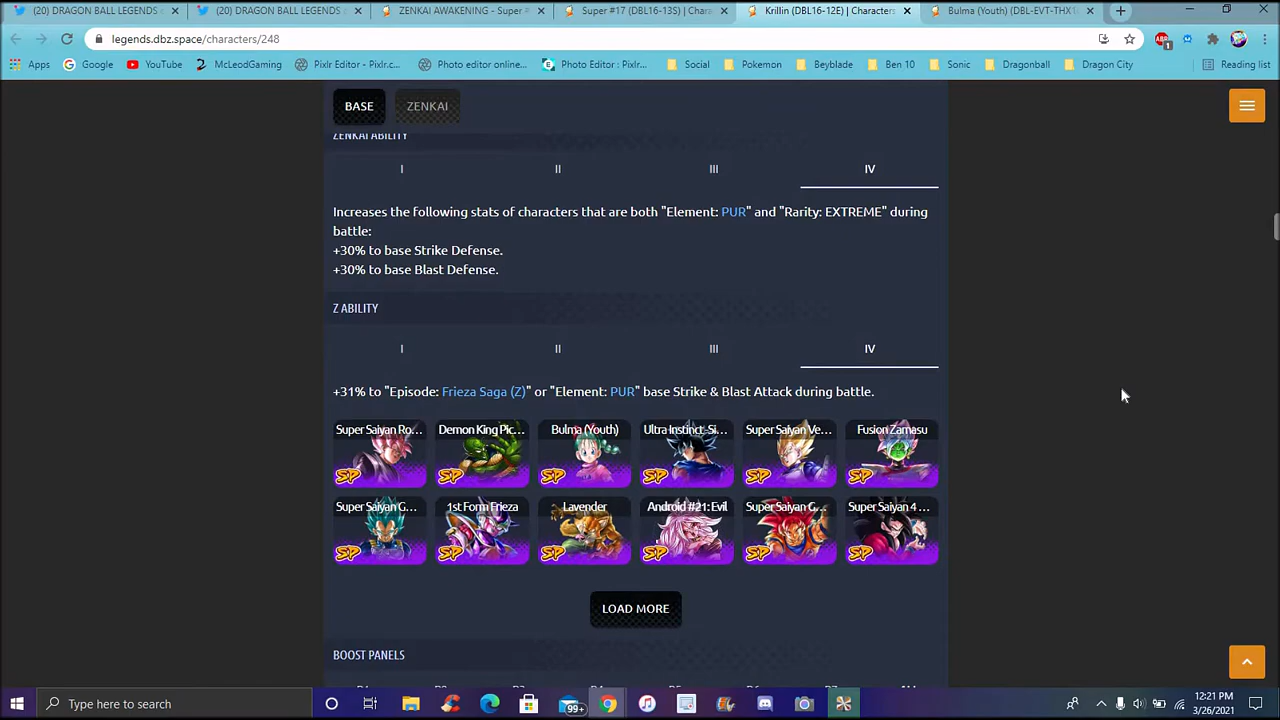 (20) DRAGON BALL LEGENDS
(20) DRAGON BALL LEGENDS
ZENKAI AWAKENING - Super
Super #17 (DBL16-13S) | Chara
Krillin (DBL16-12E) | Characters
Bulma (Youth) (DBL-EVT-THX
legends.dbz.space/characters/248
Apps Google YouTube McLeodGaming Pixlr Editor - Pixlr.c... Photo editor online... Photo Editor : Pixlr... Social Pokemon Beyblade Ben 10 Sonic Dragonball Dragon City Reading list
BASE ZENKAI
ZENKAI ABILITY
I II III IV
Increases the following stats of characters that are both "Element: PUR" and "Rarity: EXTREME" during
battle:
+30% to base Strike Defense.
+30% to base Blast Defense.
Z ABILITY
I II III IV
+31% to "Episode: Frieza Saga (Z)" or "Element: PUR" base Strike & Blast Attack during battle.
Super Saiyan Ro... Demon King Pic... Bulma (Youth) Ultra Instinct -Si... Super Saiyan Ve... Fusion Zamasu
SP SP SP SP SP SP
Super Saiyan G... 1st Form Frieza Lavender Android #21: Evil Super Saiyan G... Super Saiyan 4 ...
SP SP SP SP SP SP
LOAD MORE
BOOST PANELS
Type here to search
99+
12:21 PM
3/26/2021